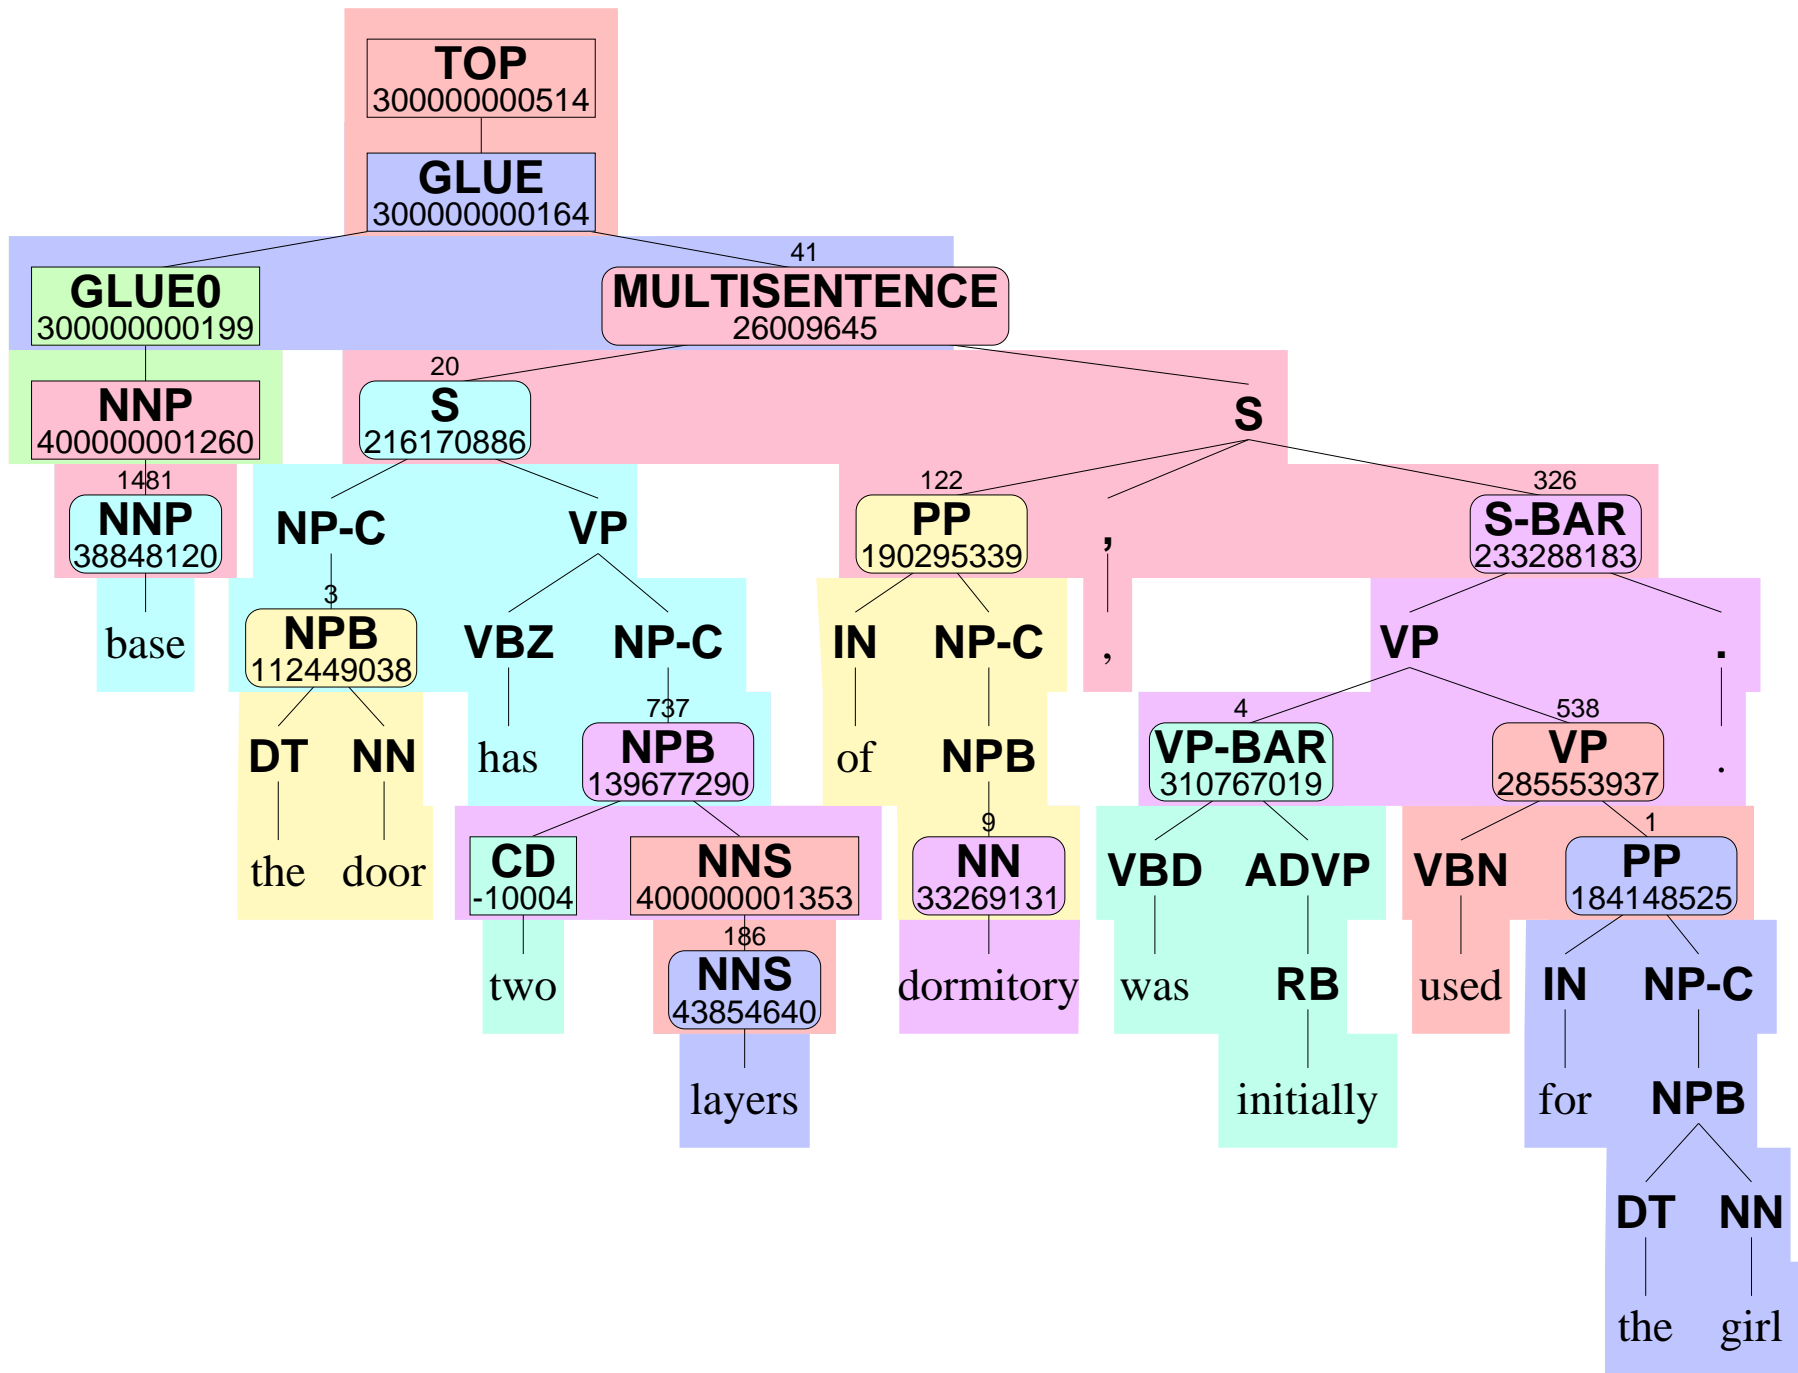 TOP
300000000514
GLUE
300000000164
41
GLUE0 MULTISENTENCE
300000000199 26009645
20
NNP S S
400000001260 216170886
1481 122 326
NNP NP-C VP PP , S-BAR
38848120 190295339 233288183
3
base NPB VBZ NP-C IN NP-C , VP .
112449038
737 4 538
DT NN has NPB of NPB VP-BAR VP .
139677290 310767019 285553937
9 1
the door CD NNS NN VBD ADVP VBN PP
-10004 400000001353 33269131 184148525
186
two NNS dormitory was RB used IN NP-C
43854640
layers initially for NPB
DT NN
the girl